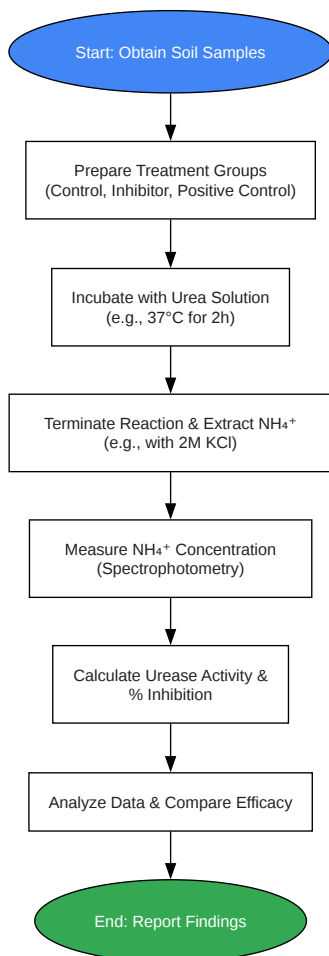 Start: Obtain Soil Samples
Prepare Treatment Groups
(Control, Inhibitor, Positive Control)
Incubate with Urea Solution
(e.g., 37°C for 2h)
Terminate Reaction & Extract NH₄⁺
(e.g., with 2M KCl)
Measure NH₄⁺ Concentration
(Spectrophotometry)
Calculate Urease Activity &
% Inhibition
Analyze Data & Compare Efficacy
End: Report Findings